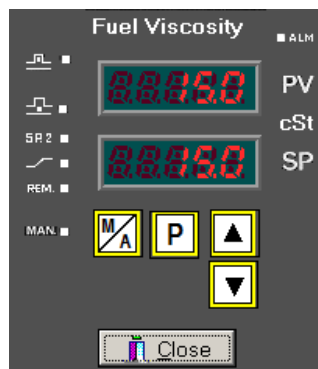 Fuel Viscosity
ALM
15.0
PV
cSt
SP2
15.0
SP
REM.
MAN.
M/A
P
Close